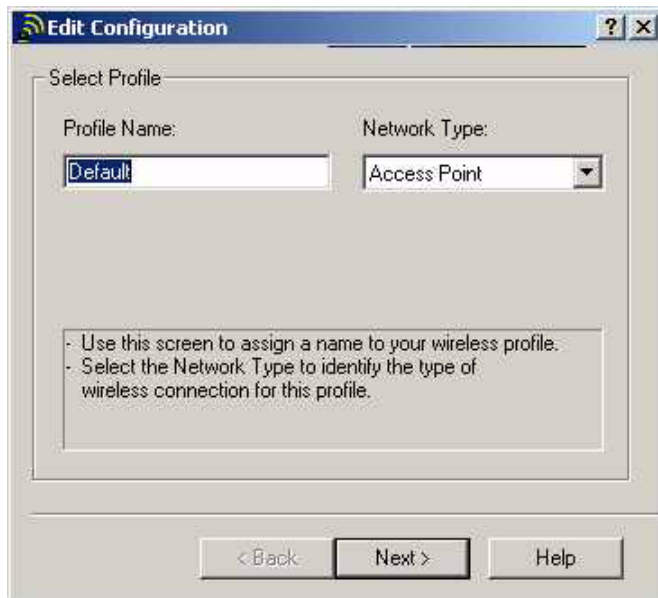 Edit Configuration
Select Profile
Profile Name:
Network Type:
Default
Access Point
- Use this screen to assign a name to your wireless profile.
- Select the Network Type to identify the type of
wireless connection for this profile.
< Back
Next >
Help